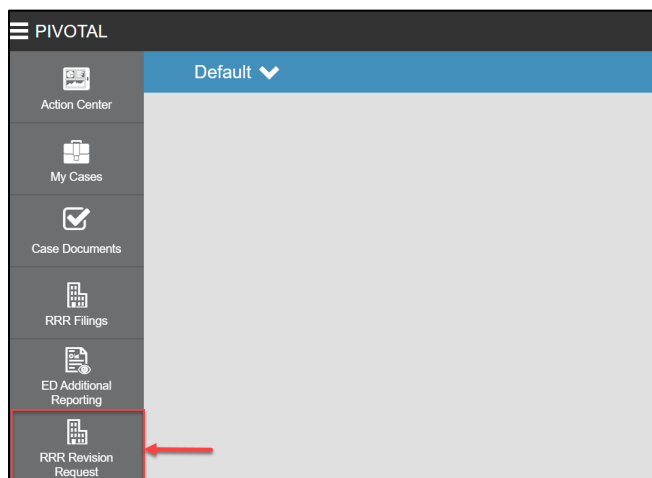 PIVOTAL
Default
Action Center
My Cases
Case Documents
RRR Filings
ED Additional
Reporting
RRR Revision
Request